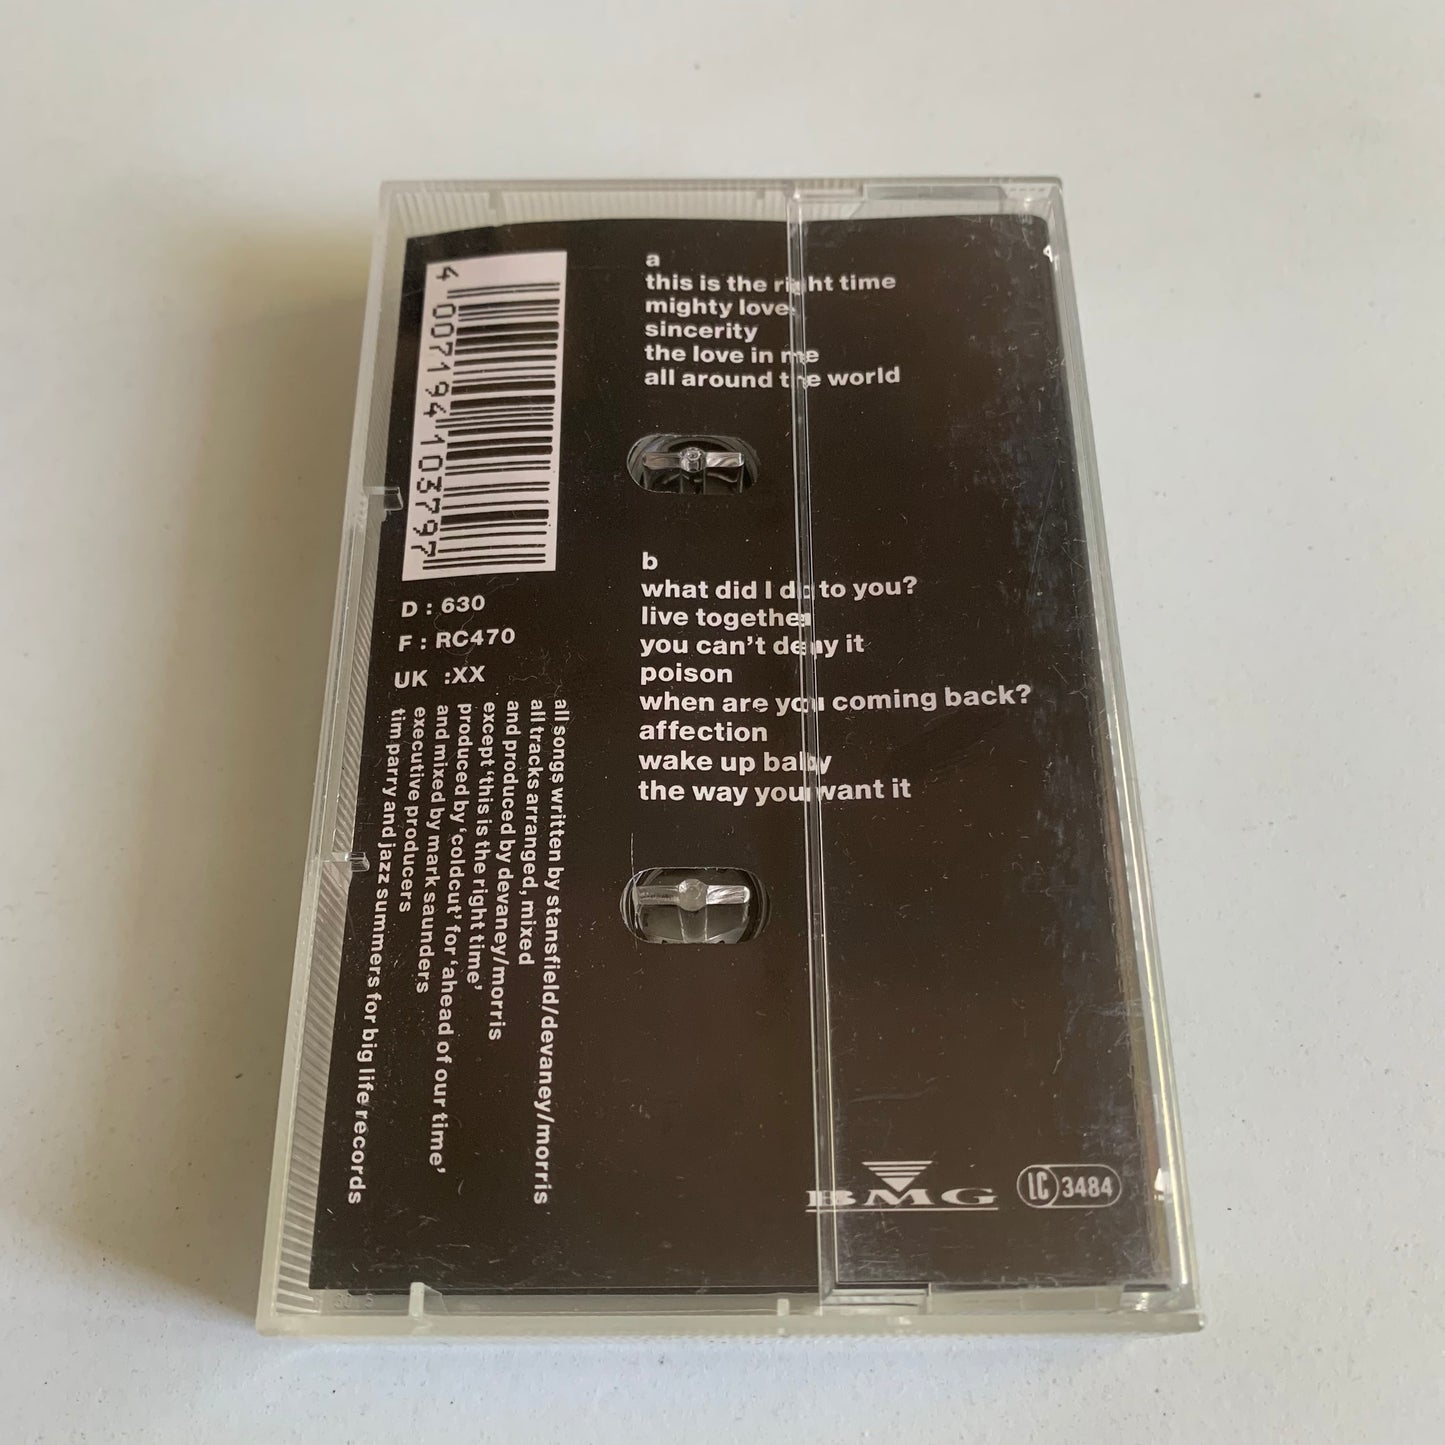 4 007194 103797
D : 630
F : RC470
UK :XX
a
this is the right time
mighty love
sincerity
the love in me
all around the world
b
what did I do to you?
live together
you can't deny it
poison
when are you coming back?
affection
wake up baby
the way you want it
all songs written by stansfield/devaney/morris
all tracks arranged, mixed
and produced by devaney/morris
except 'this is the right time'
produced by 'coldcut' for 'ahead of our time'
and mixed by mark saunders
executive producers
tim parry and jazz summers for big life records
BMG
LC 3484